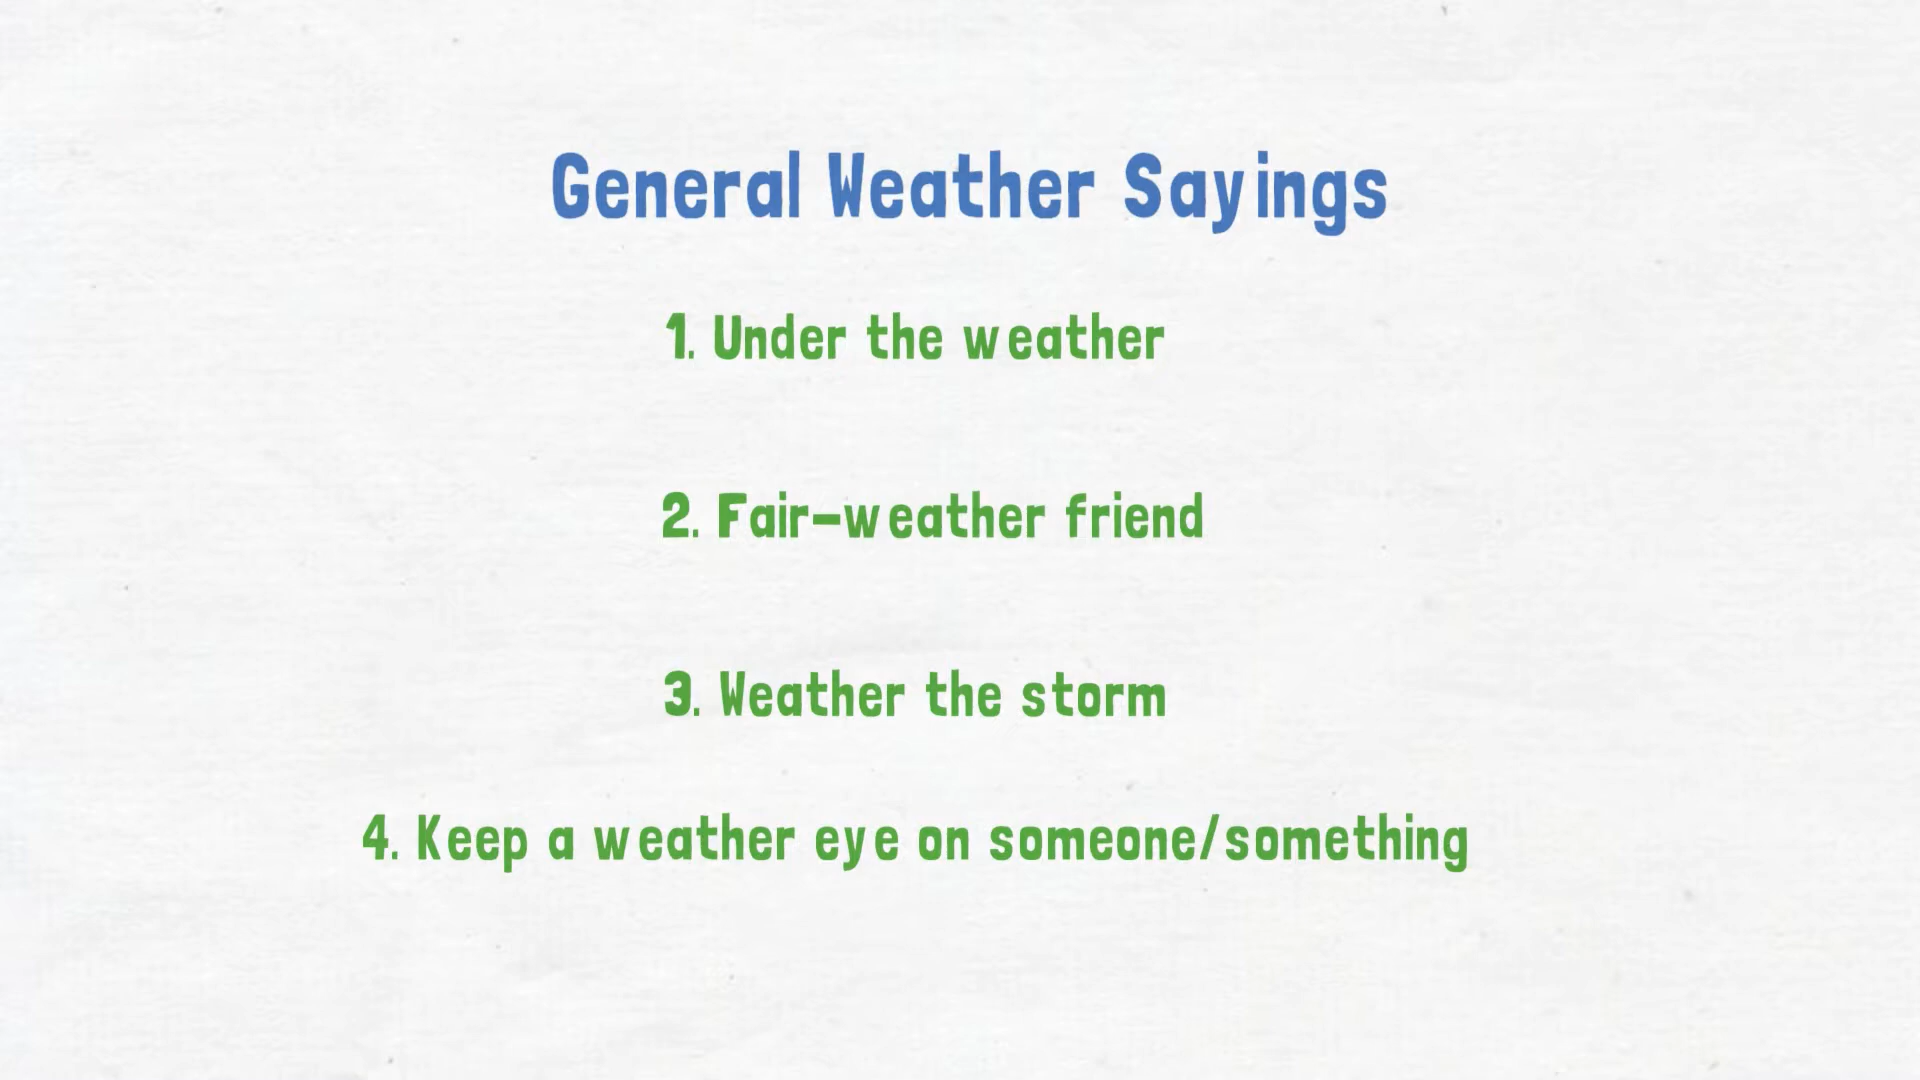 General Weather Sayings
1. Under the weather
2. Fair-weather friend
3. Weather the storm
4. Keep a weather eye on someone/something